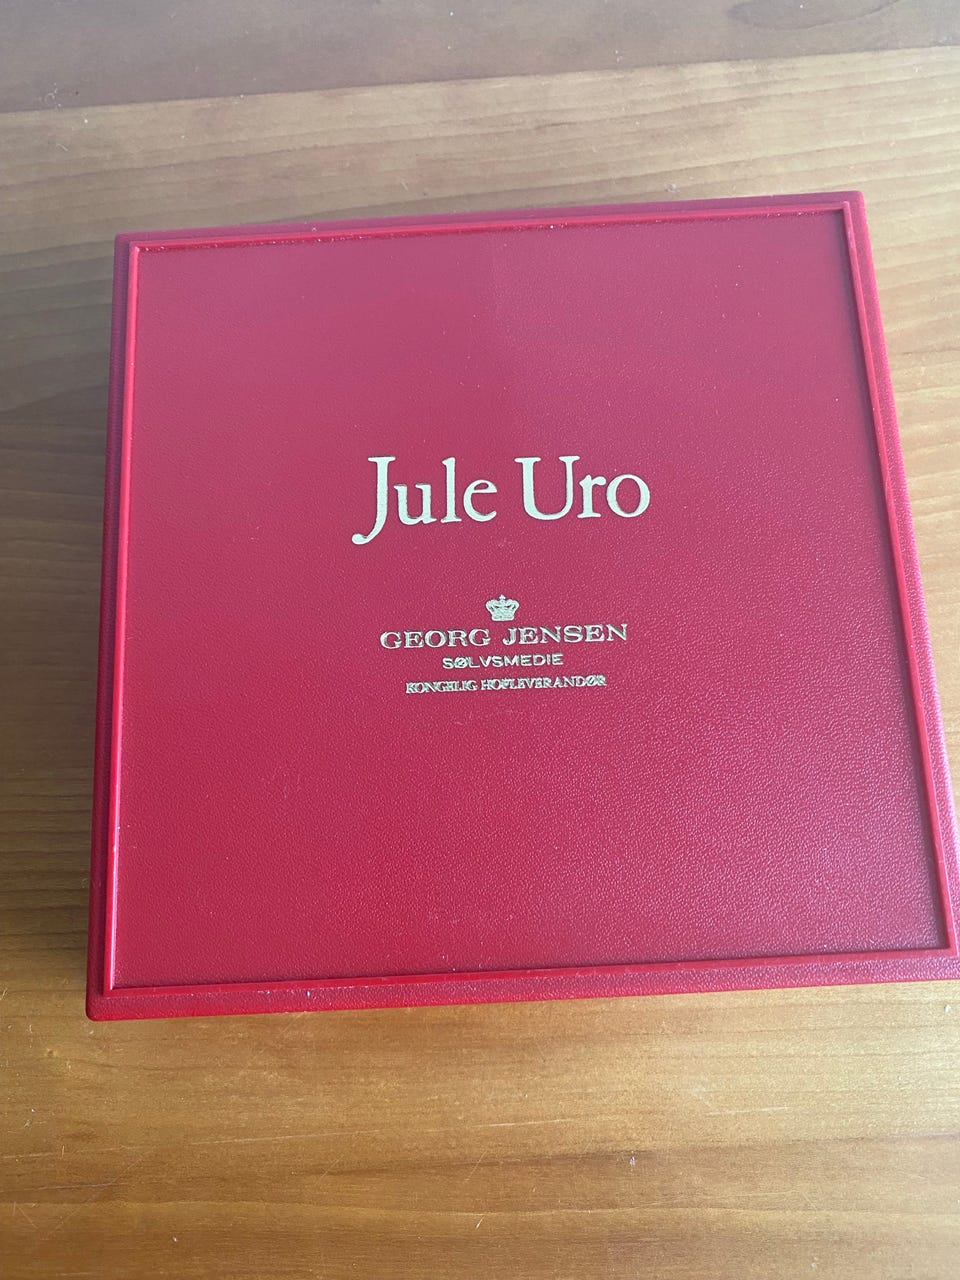 Jule Uro
GEORG JENSEN
SØLVSMEDIE
KONGELIG HOFLEVERANDØR